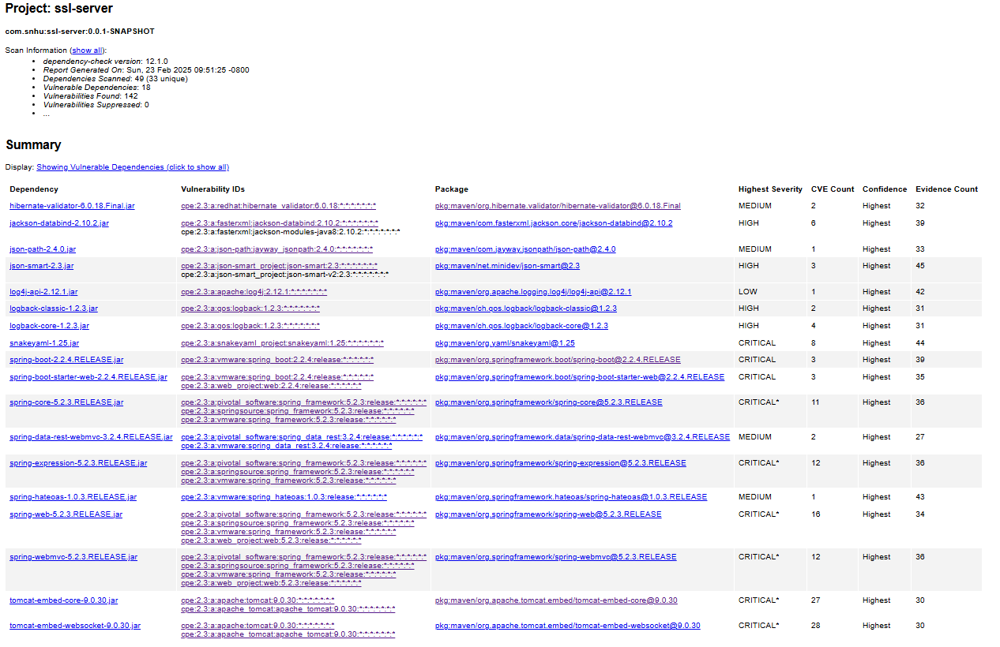 Project: ssl-server
com.snhu:ssl-server:0.0.1-SNAPSHOT
Scan Information (show all):
• dependency-check version: 12.1.0
• Report Generated On: Sun, 23 Feb 2025 09:51:25 -0800
• Dependencies Scanned: 49 (33 unique)
• Vulnerable Dependencies: 18
• Vulnerabilities Found: 142
• Vulnerabilities Suppressed: 0
• ...
Summary
Display: Showing Vulnerable Dependencies (click to show all)
Dependency Vulnerability IDs Package Highest Severity CVE Count Confidence Evidence Count
hibernate-validator-6.0.18.Final.jar cpe:2.3:a:redhat:hibernate_validator:6.0.18:*:*:*:*:*:*:* pkg:maven/org.hibernate.validator/hibernate-validator@6.0.18.Final MEDIUM 2 Highest 32
jackson-databind-2.10.2.jar cpe:2.3:a:fasterxml:jackson-databind:2.10.2:*:*:*:*:*:*:* pkg:maven/com.fasterxml.jackson.core/jackson-databind@2.10.2 HIGH 6 Highest 39
cpe:2.3:a:fasterxml:jackson-modules-java8:2.10.2:*:*:*:*:*:*:*
json-path-2.4.0.jar cpe:2.3:a:json-path:jayway_jsonpath:2.4.0:*:*:*:*:*:*:* pkg:maven/com.jayway.jsonpath/json-path@2.4.0 MEDIUM 1 Highest 33
json-smart-2.3.jar cpe:2.3:a:json-smart_project:json-smart:2.3:*:*:*:*:*:*:* pkg:maven/net.minidev/json-smart@2.3 HIGH 3 Highest 45
cpe:2.3:a:json-smart_project:json-smart-v2:2.3:*:*:*:*:*:*:*
log4j-api-2.12.1.jar cpe:2.3:a:apache:log4j:2.12.1:*:*:*:*:*:*:* pkg:maven/org.apache.logging.log4j/log4j-api@2.12.1 LOW 1 Highest 42
logback-classic-1.2.3.jar cpe:2.3:a:qos:logback:1.2.3:*:*:*:*:*:*:* pkg:maven/ch.qos.logback/logback-classic@1.2.3 HIGH 2 Highest 31
logback-core-1.2.3.jar cpe:2.3:a:qos:logback:1.2.3:*:*:*:*:*:*:* pkg:maven/ch.qos.logback/logback-core@1.2.3 HIGH 4 Highest 31
snakeyaml-1.25.jar cpe:2.3:a:snakeyaml_project:snakeyaml:1.25:*:*:*:*:*:*:* pkg:maven/org.yaml/snakeyaml@1.25 CRITICAL 8 Highest 44
spring-boot-2.2.4.RELEASE.jar cpe:2.3:a:vmware:spring_boot:2.2.4:release:*:*:*:*:*:* pkg:maven/org.springframework.boot/spring-boot@2.2.4.RELEASE CRITICAL 3 Highest 39
spring-boot-starter-web-2.2.4.RELEASE.jar cpe:2.3:a:vmware:spring_boot:2.2.4:release:*:*:*:*:*:* pkg:maven/org.springframework.boot/spring-boot-starter-web@2.2.4.RELEASE CRITICAL 3 Highest 35
cpe:2.3:a:web_project:web:2.2.4:release:*:*:*:*:*:*
spring-core-5.2.3.RELEASE.jar cpe:2.3:a:pivotal_software:spring_framework:5.2.3:release:*:*:*:*:*:* pkg:maven/org.springframework/spring-core@5.2.3.RELEASE CRITICAL* 11 Highest 36
cpe:2.3:a:springsource:spring_framework:5.2.3:release:*:*:*:*:*:*
cpe:2.3:a:vmware:spring_framework:5.2.3:release:*:*:*:*:*:*
spring-data-rest-webmvc-3.2.4.RELEASE.jar cpe:2.3:a:pivotal_software:spring_data_rest:3.2.4:release:*:*:*:*:*:* pkg:maven/org.springframework.data/spring-data-rest-webmvc@3.2.4.RELEASE MEDIUM 2 Highest 27
cpe:2.3:a:vmware:spring_data_rest:3.2.4:release:*:*:*:*:*:*
spring-expression-5.2.3.RELEASE.jar cpe:2.3:a:pivotal_software:spring_framework:5.2.3:release:*:*:*:*:*:* pkg:maven/org.springframework/spring-expression@5.2.3.RELEASE CRITICAL* 12 Highest 36
cpe:2.3:a:springsource:spring_framework:5.2.3:release:*:*:*:*:*:*
cpe:2.3:a:vmware:spring_framework:5.2.3:release:*:*:*:*:*:*
spring-hateoas-1.0.3.RELEASE.jar cpe:2.3:a:vmware:spring_hateoas:1.0.3:release:*:*:*:*:*:* pkg:maven/org.springframework.hateoas/spring-hateoas@1.0.3.RELEASE MEDIUM 1 Highest 43
spring-web-5.2.3.RELEASE.jar cpe:2.3:a:pivotal_software:spring_framework:5.2.3:release:*:*:*:*:*:* pkg:maven/org.springframework/spring-web@5.2.3.RELEASE CRITICAL* 16 Highest 34
cpe:2.3:a:springsource:spring_framework:5.2.3:release:*:*:*:*:*:*
cpe:2.3:a:vmware:spring_framework:5.2.3:release:*:*:*:*:*:*
cpe:2.3:a:web_project:web:5.2.3:release:*:*:*:*:*:*
spring-webmvc-5.2.3.RELEASE.jar cpe:2.3:a:pivotal_software:spring_framework:5.2.3:release:*:*:*:*:*:* pkg:maven/org.springframework/spring-webmvc@5.2.3.RELEASE CRITICAL* 12 Highest 36
cpe:2.3:a:springsource:spring_framework:5.2.3:release:*:*:*:*:*:*
cpe:2.3:a:vmware:spring_framework:5.2.3:release:*:*:*:*:*:*
cpe:2.3:a:web_project:web:5.2.3:release:*:*:*:*:*:*
tomcat-embed-core-9.0.30.jar cpe:2.3:a:apache:tomcat:9.0.30:*:*:*:*:*:*:* pkg:maven/org.apache.tomcat.embed/tomcat-embed-core@9.0.30 CRITICAL* 27 Highest 30
cpe:2.3:a:apache_tomcat:apache_tomcat:9.0.30:*:*:*:*:*:*:*
tomcat-embed-websocket-9.0.30.jar cpe:2.3:a:apache:tomcat:9.0.30:*:*:*:*:*:*:* pkg:maven/org.apache.tomcat.embed/tomcat-embed-websocket@9.0.30 CRITICAL* 28 Highest 30
cpe:2.3:a:apache_tomcat:apache_tomcat:9.0.30:*:*:*:*:*:*:*